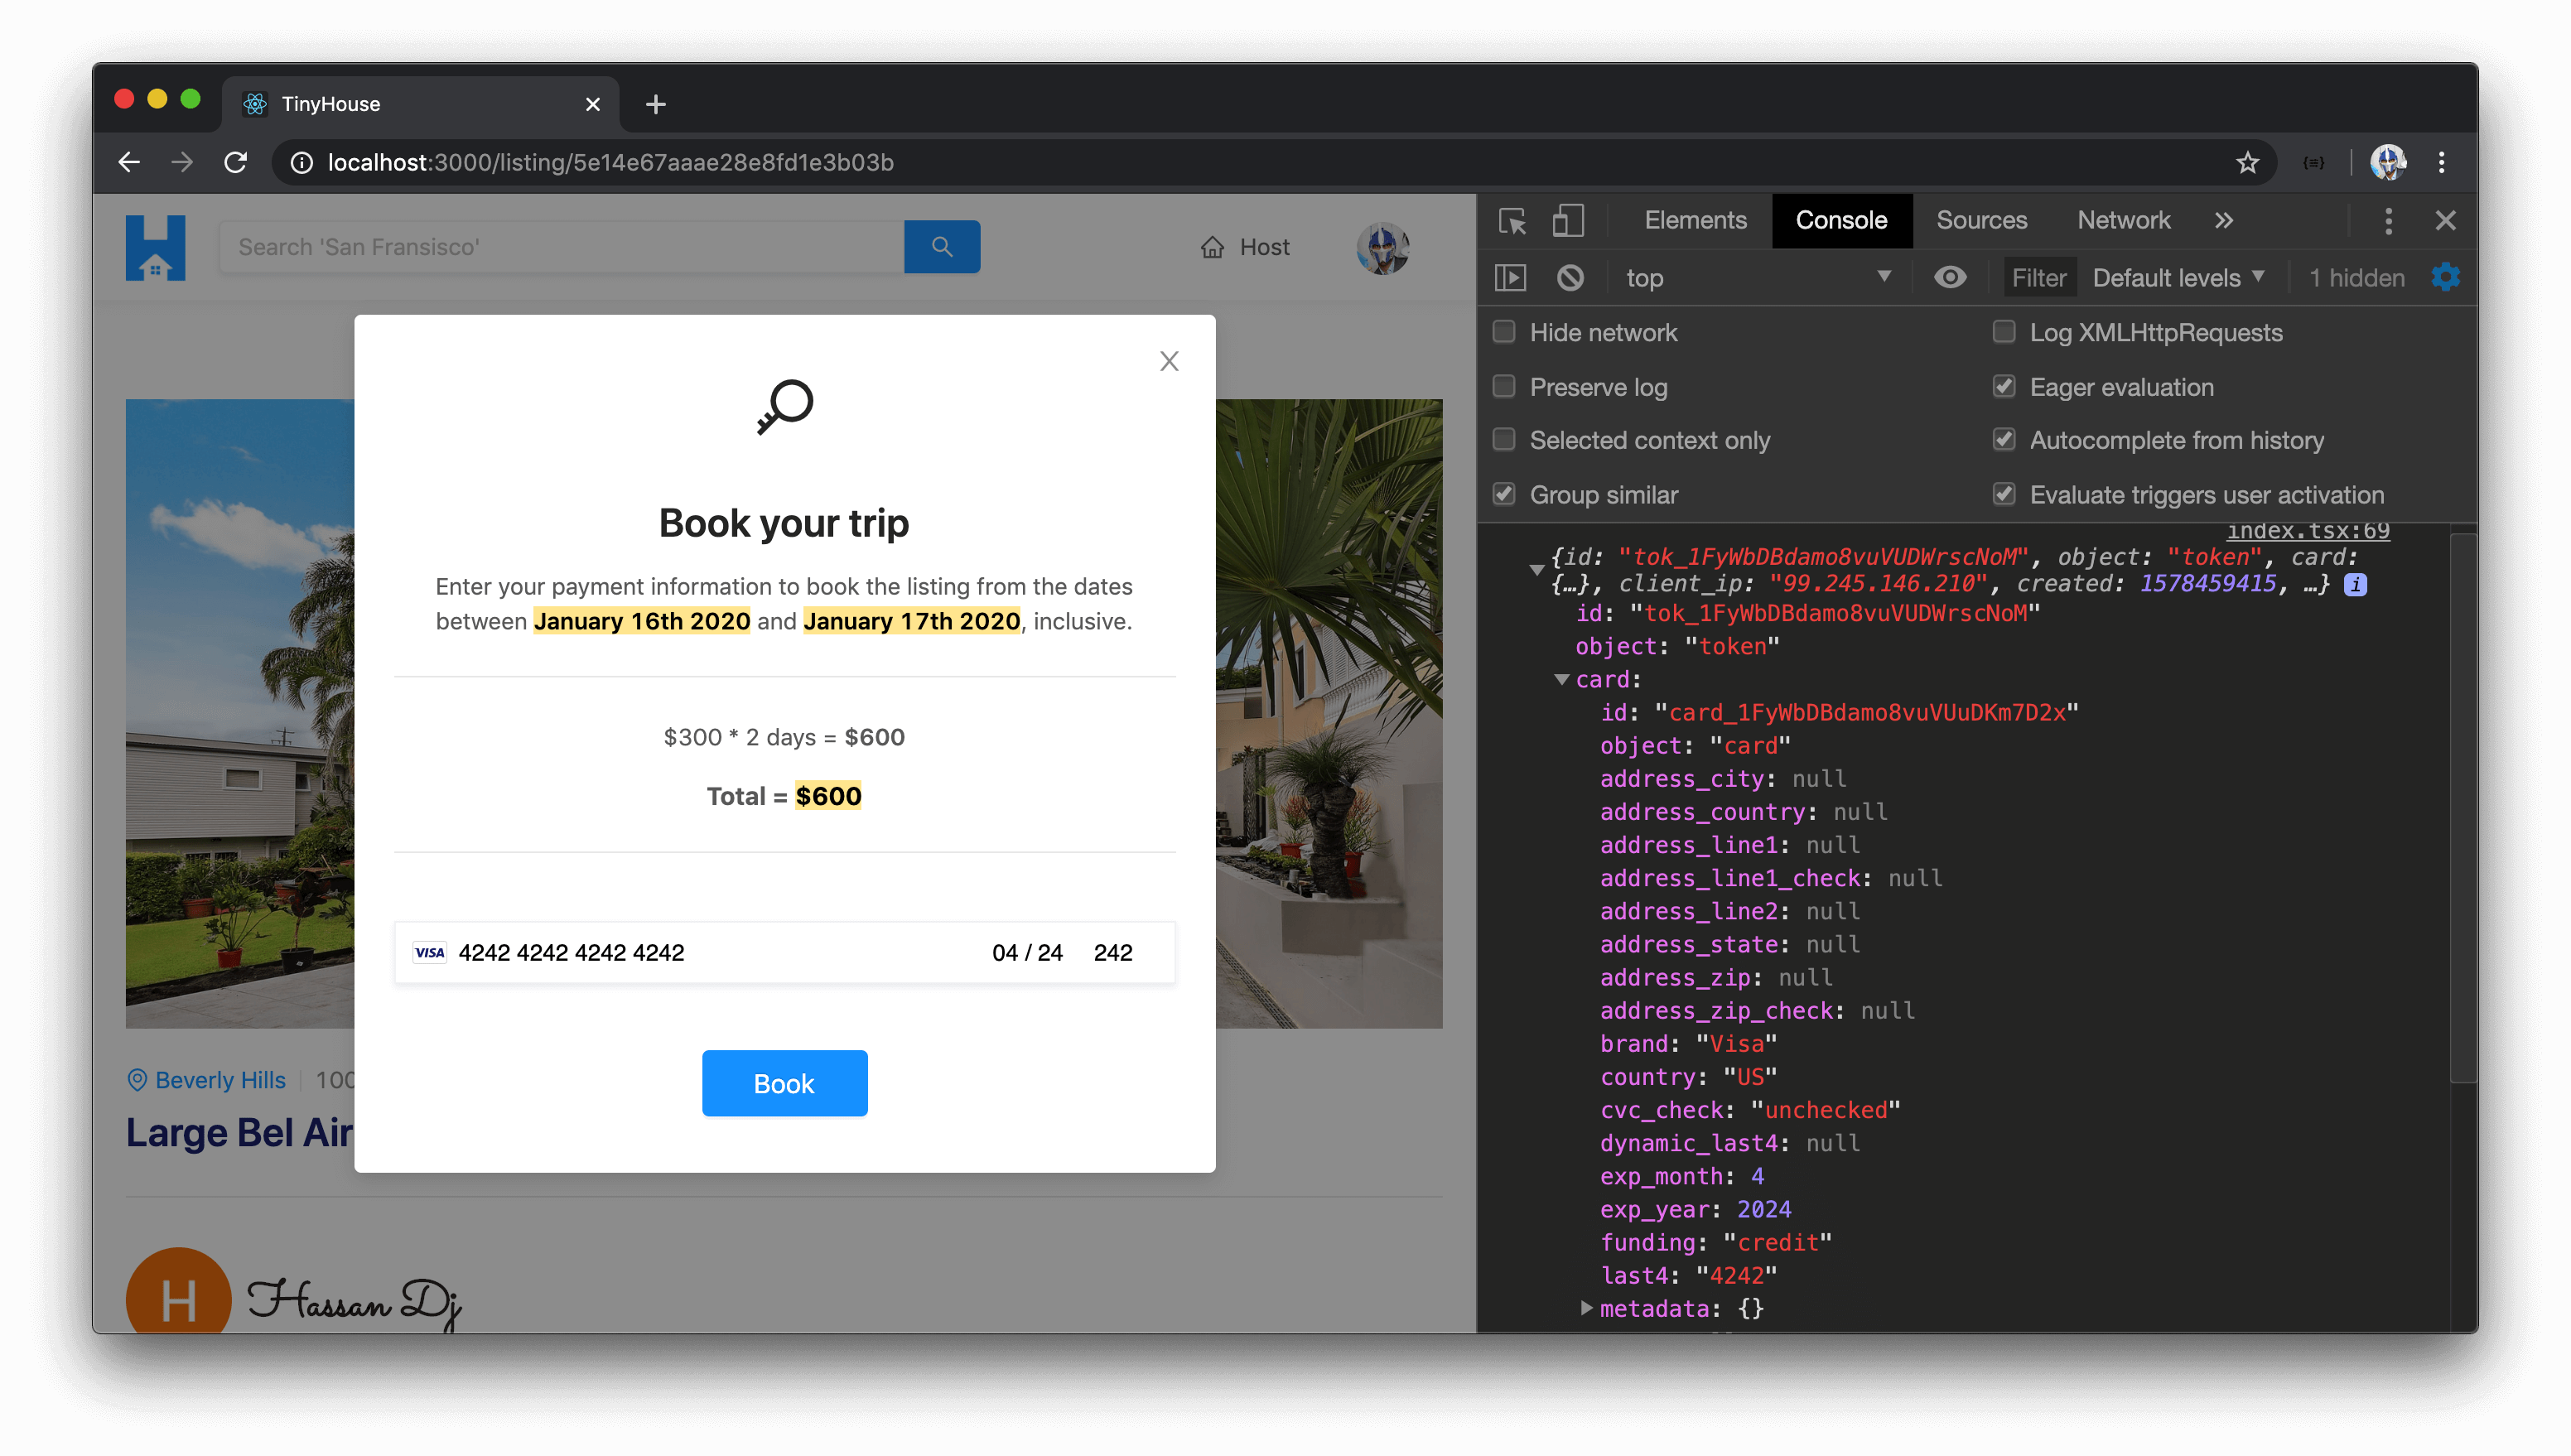 TinyHouse
localhost:3000/listing/5e14e67aaae28e8fd1e3b03b
Search 'San Fransisco'
Host
Book your trip
Enter your payment information to book the listing from the dates
between January 16th 2020 and January 17th 2020, inclusive.
$300 * 2 days = $600
Total = $600
VISA 4242 4242 4242 4242 04 / 24 242
Book
Beverly Hills
Large Bel Air
H Hassan Dj
Elements Console Sources Network
top Filter Default levels 1 hidden
Hide network Log XMLHttpRequests
Preserve log Eager evaluation
Selected context only Autocomplete from history
Group similar Evaluate triggers user activation
index.tsx:69
{id: "tok_1FyWbDBdamo8vuVUDWrscNoM", object: "token", card:
{…}, client_ip: "99.245.146.210", created: 1578459415, …} i
id: "tok_1FyWbDBdamo8vuVUDWrscNoM"
object: "token"
card:
id: "card_1FyWbDBdamo8vuVUuDKm7D2x"
object: "card"
address_city: null
address_country: null
address_line1: null
address_line1_check: null
address_line2: null
address_state: null
address_zip: null
address_zip_check: null
brand: "Visa"
country: "US"
cvc_check: "unchecked"
dynamic_last4: null
exp_month: 4
exp_year: 2024
funding: "credit"
last4: "4242"
metadata: {}